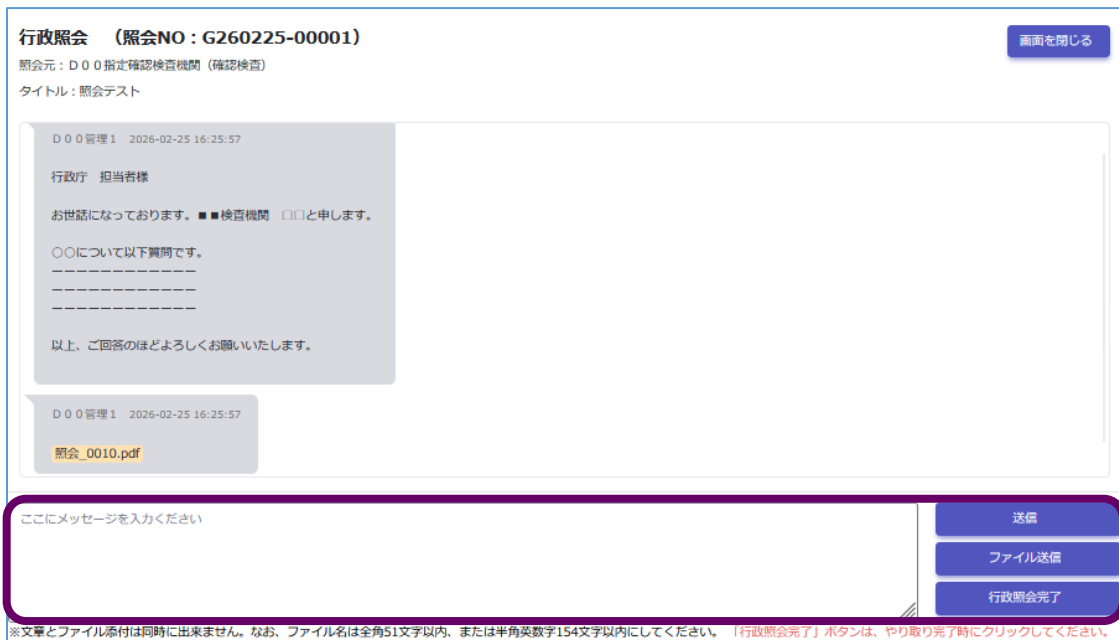 行政照会　（照会NO：G260225-00001）
画面を閉じる
照会元：D００指定確認検査機関（確認検査）
タイトル：照会テスト
D００管理1　2026-02-25 16:25:57
行政庁　担当者様
お世話になっております。■■検査機関　□□と申します。
○○について以下質問です。
ーーーーーーーーーーーー
ーーーーーーーーーーーー
ーーーーーーーーーーーー
以上、ご回答のほどよろしくお願いいたします。
D００管理1　2026-02-25 16:25:57
照会_0010.pdf
ここにメッセージを入力ください
送信
ファイル送信
行政照会完了
※文章とファイル添付は同時に出来ません。なお、ファイル名は全角51文字以内、または半角英数字154文字以内にしてください。「行政照会完了」ボタンは、やり取り完了時にクリックしてください。